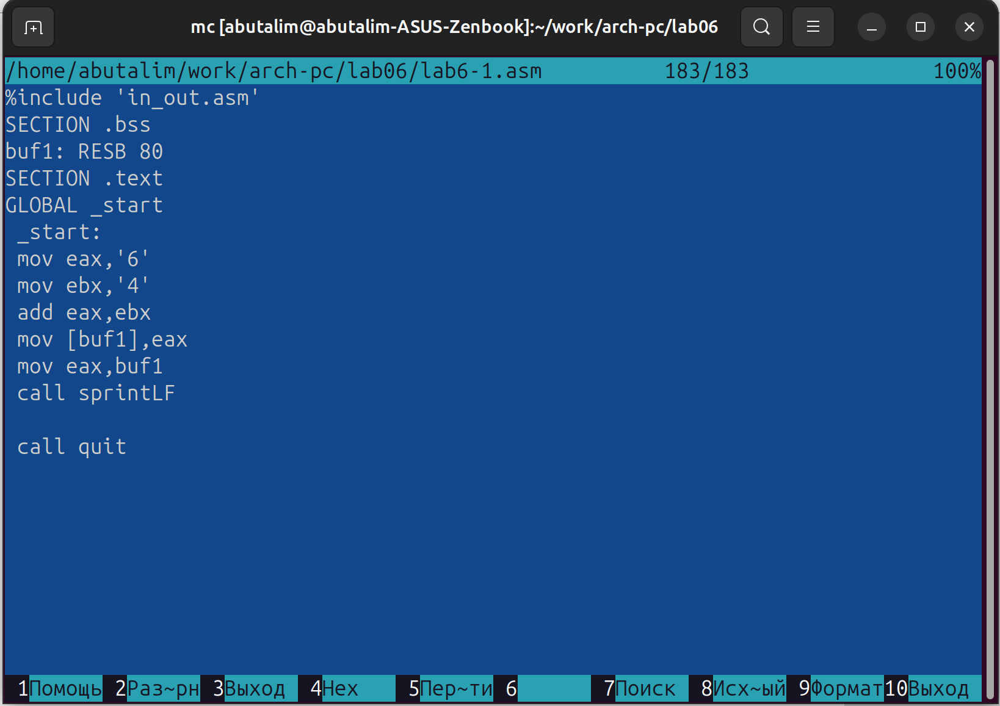 mc [abutalim@abutalim-ASUS-Zenbook]:~/work/arch-pc/lab06
/home/abutalim/work/arch-pc/lab06/lab6-1.asm 183/183 100%
%include 'in_out.asm'
SECTION .bss
buf1: RESB 80
SECTION .text
GLOBAL _start
_start:
mov eax,'6'
mov ebx,'4'
add eax,ebx
mov [buf1],eax
mov eax,buf1
call sprintLF
call quit
1Помощь 2Раз~рн 3Выход 4Hex 5Пер~ти 6 7Поиск 8Исх~ый 9Формат 10Выход